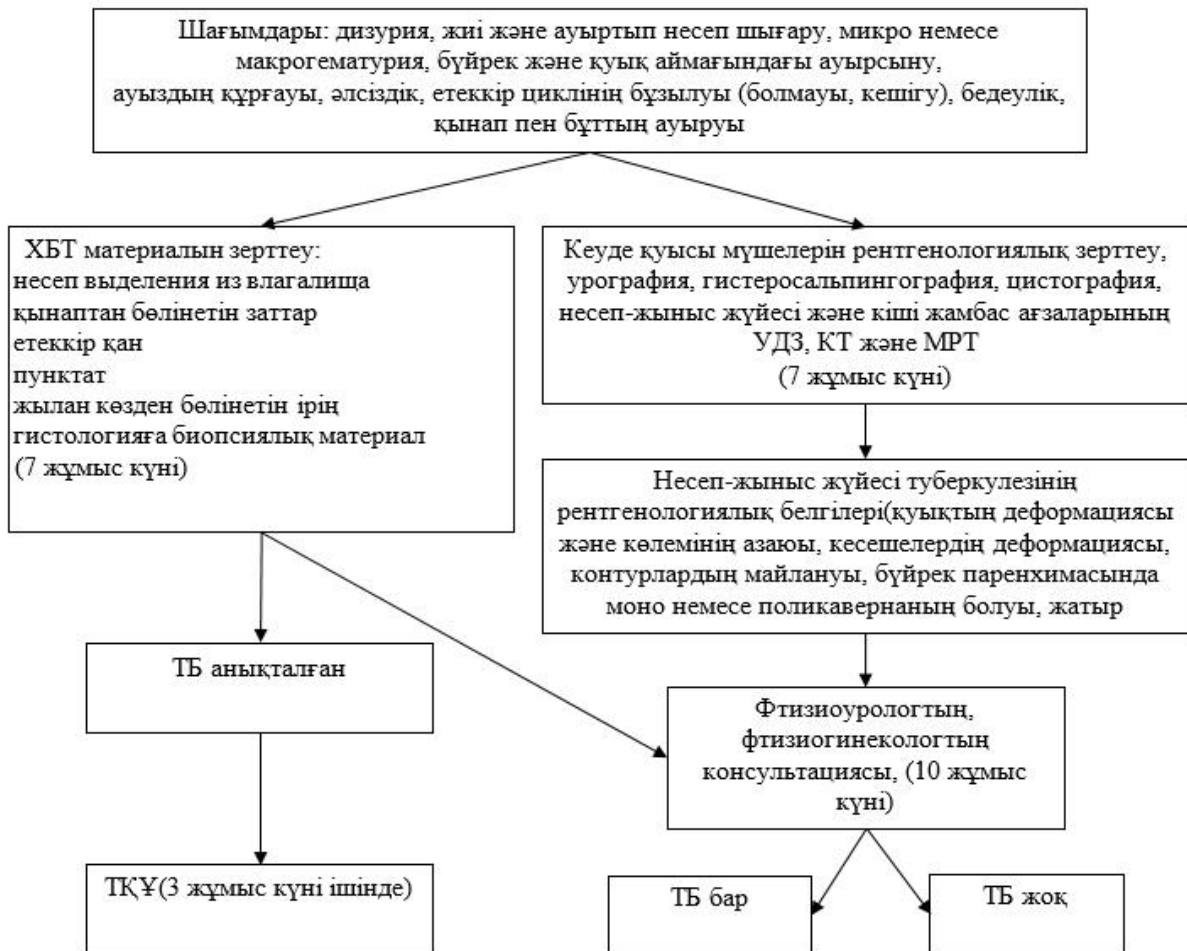 Шағымдары: дизурия, жиі және ауыртып несеп шығару, микро немесе
макрогематурия, бүйрек және қуық аймағындағы ауырсыну,
ауыздың құрғауы, әлсіздік, етеккір циклінің бұзылуы (болмауы, кешігу), бедеулік,
қынап пен бұттың ауыруы
ХБТ материалын зерттеу:
несеп выделения из влагалища
қынаптан бөлінетін заттар
етеккір қан
пунктат
жылан көзден бөлінетін ірің
гистологияға биопсиялық материал
(7 жұмыс күні)
Кеуде қуысы мүшелерін рентгенологиялық зерттеу,
урография, гистеросальпингография, цистография,
несеп-жыныс жүйесі және кіші жамбас ағзаларының
УДЗ, КТ және МРТ
(7 жұмыс күні)
Несеп-жыныс жүйесі туберкулезінің
рентгенологиялық белгілері(қуықтың деформациясы
және көлемінің азаюы, кесешелердің деформациясы,
контурлардың майлануы, бүйрек паренхимасында
моно немесе поликавернаның болуы, жатыр
ТБ анықталған
Фтизиоурологтың,
фтизиогинекологтың
консультациясы, (10 жұмыс
күні)
ТҚҰ(3 жұмыс күні ішінде)
ТБ бар
ТБ жоқ